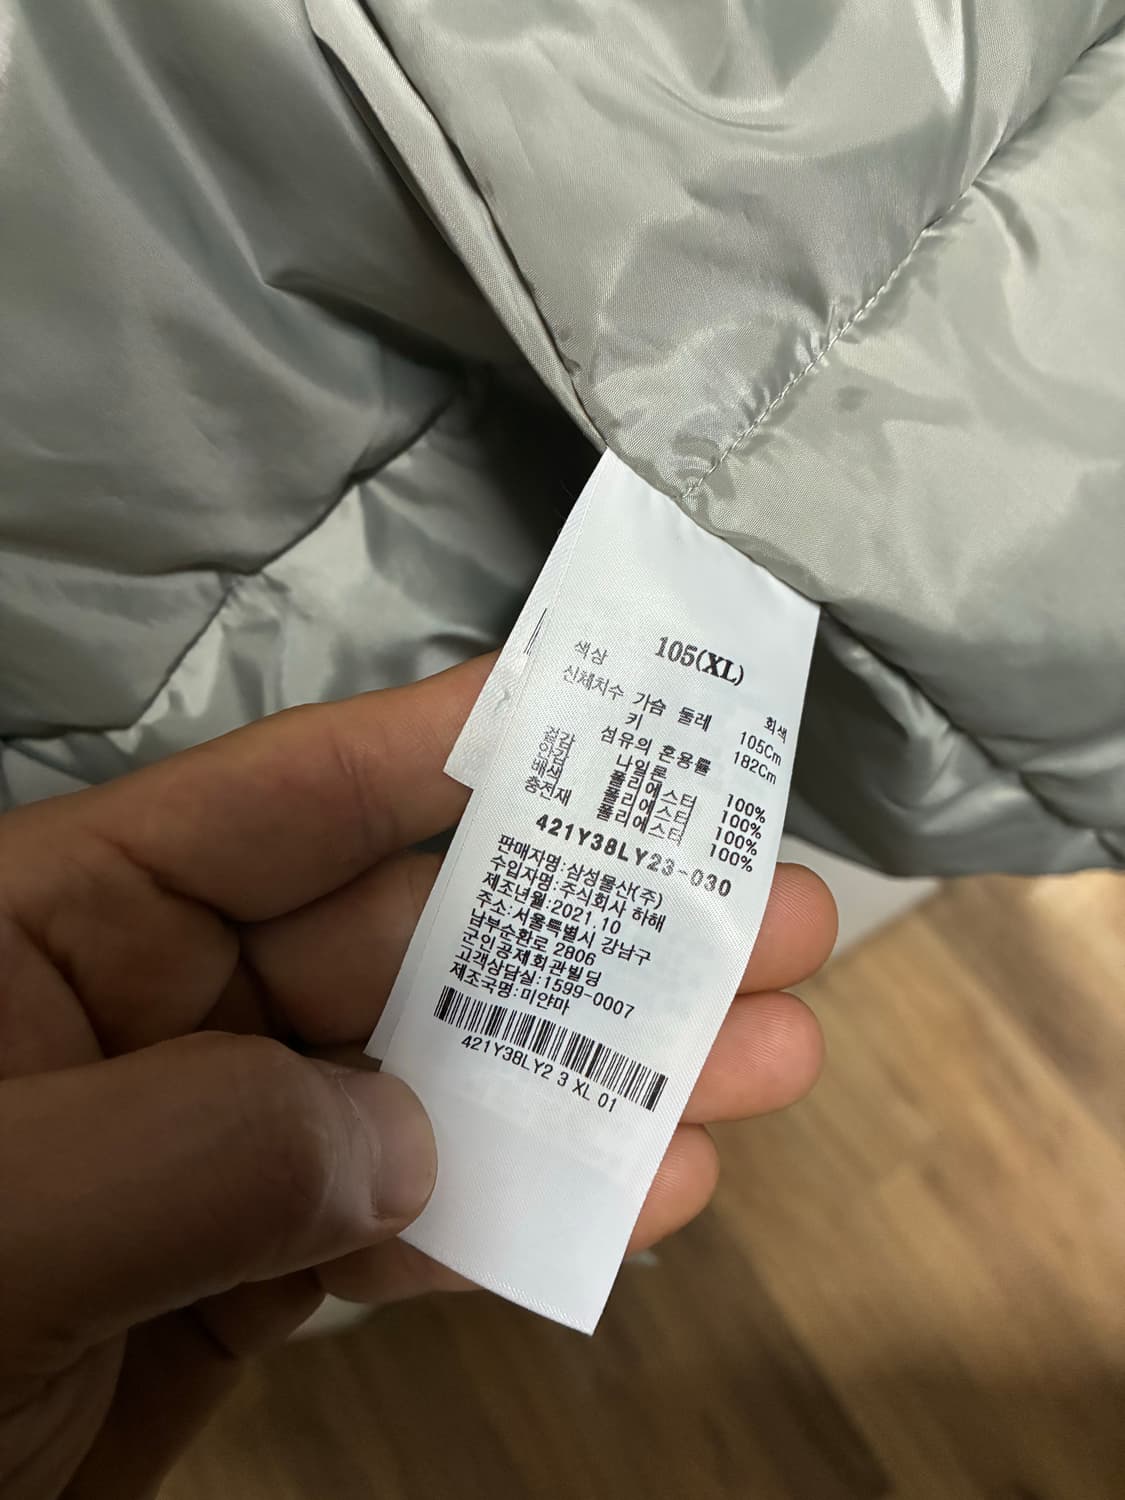 105(XL)
색상 회색
신체치수 가슴 둘레 105Cm
키 182Cm
섬유의 혼용률
겉감 나일론 100%
안감 폴리에스터 100%
배색 폴리에스터 100%
충전재 폴리에스터 100%
421Y38LY23-030
판매자명:삼성물산(주)
수입자명:주식회사 하해
제조년월:2021.10
주소:서울특별시 강남구
남부순환로 2806
군인공제회관빌딩
고객상담실:1599-0007
제조국명:미얀마
421Y38LY2 3 XL 01